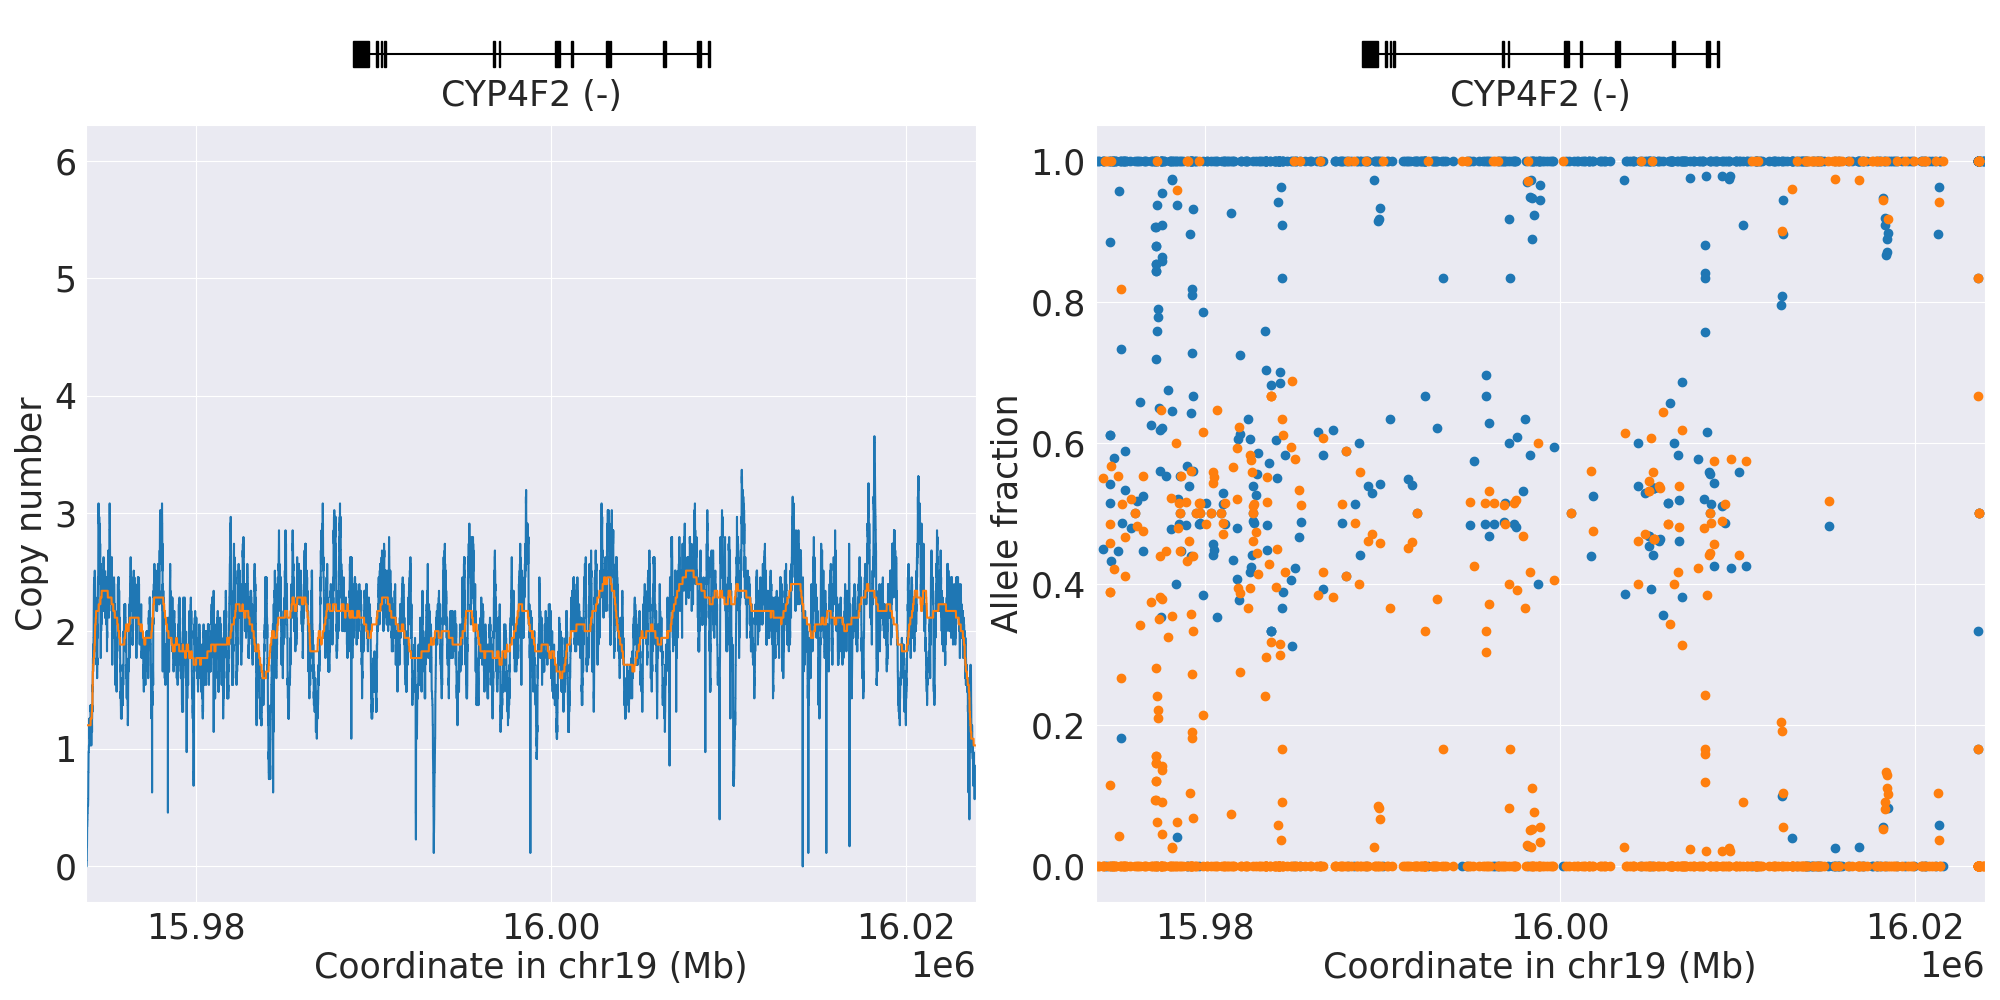 CYP4F2 (-)
6
5
4
3
2
1
0
Copy number
15.98
16.00
16.02
Coordinate in chr19 (Mb)
1e6
CYP4F2 (-)
1.0
0.8
0.6
0.4
0.2
0.0
Allele fraction
15.98
16.00
16.02
Coordinate in chr19 (Mb)
1e6